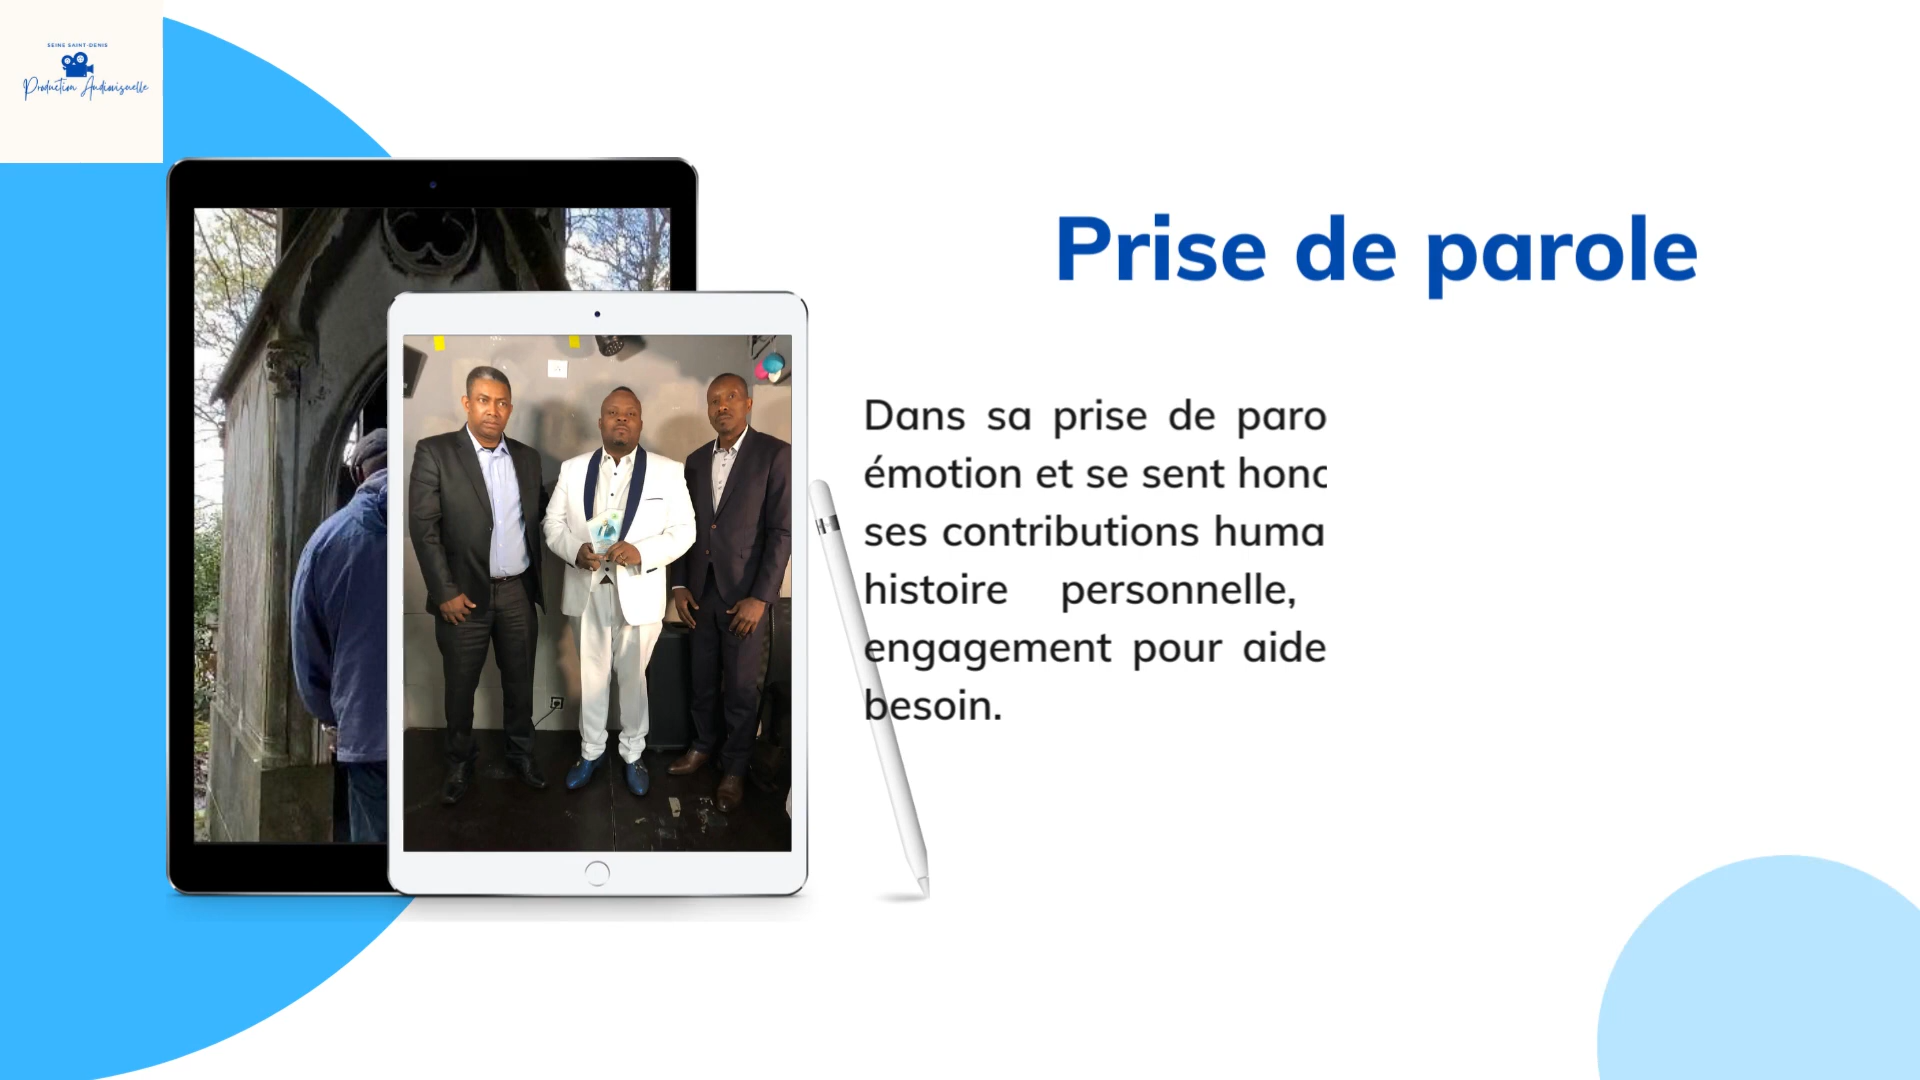 SEINE SAINT-DENIS
Production Audiovisuelle
Prise de parole
Dans sa prise de paro
émotion et se sent hono
ses contributions huma
histoire personnelle,
engagement pour aide
besoin.